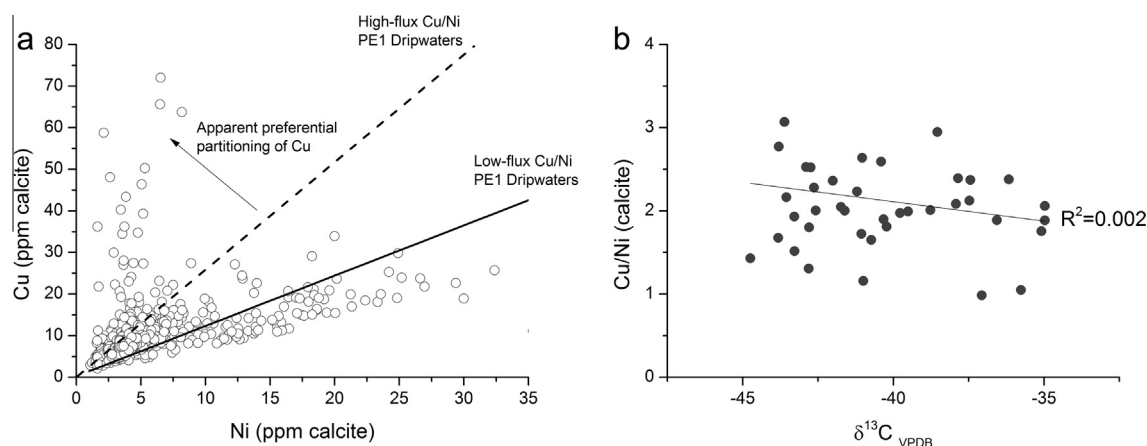 a
High-flux Cu/Ni
PE1 Dripwaters
Apparent preferential
partitioning of Cu
Low-flux Cu/Ni
PE1 Dripwaters
Cu (ppm calcite)
80
70
60
50
40
30
20
10
0
0 5 10 15 20 25 30 35
Ni (ppm calcite)
b
Cu/Ni (calcite)
4
3
2
1
0
R²=0.002
-45 -40 -35
δ¹³C VPDB